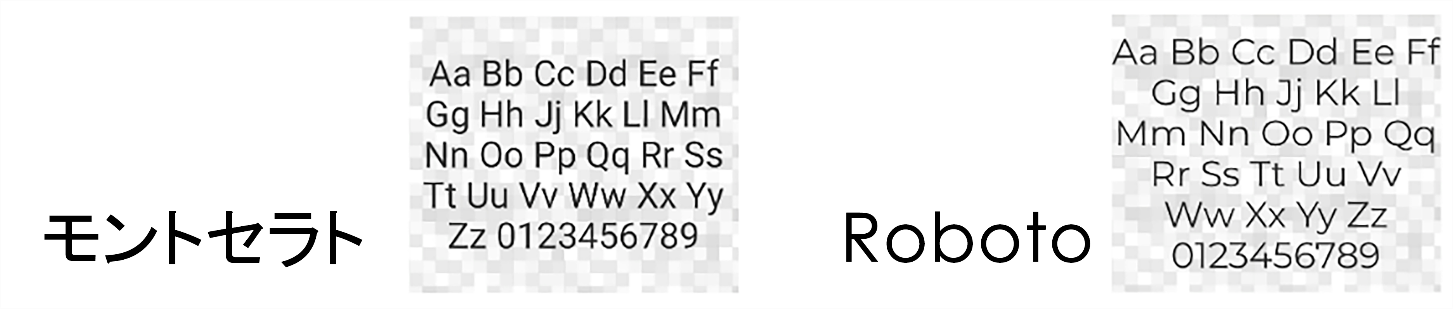 モントセラト
Aa Bb Cc Dd Ee Ff
Gg Hh Jj Kk Ll Mm
Nn Oo Pp Qq Rr Ss
Tt Uu Vv Ww Xx Yy
Zz 0123456789
Roboto
Aa Bb Cc Dd Ee Ff
Gg Hh Jj Kk Ll
Mm Nn Oo Pp Qq
Rr Ss Tt Uu Vv
Ww Xx Yy Zz
0123456789